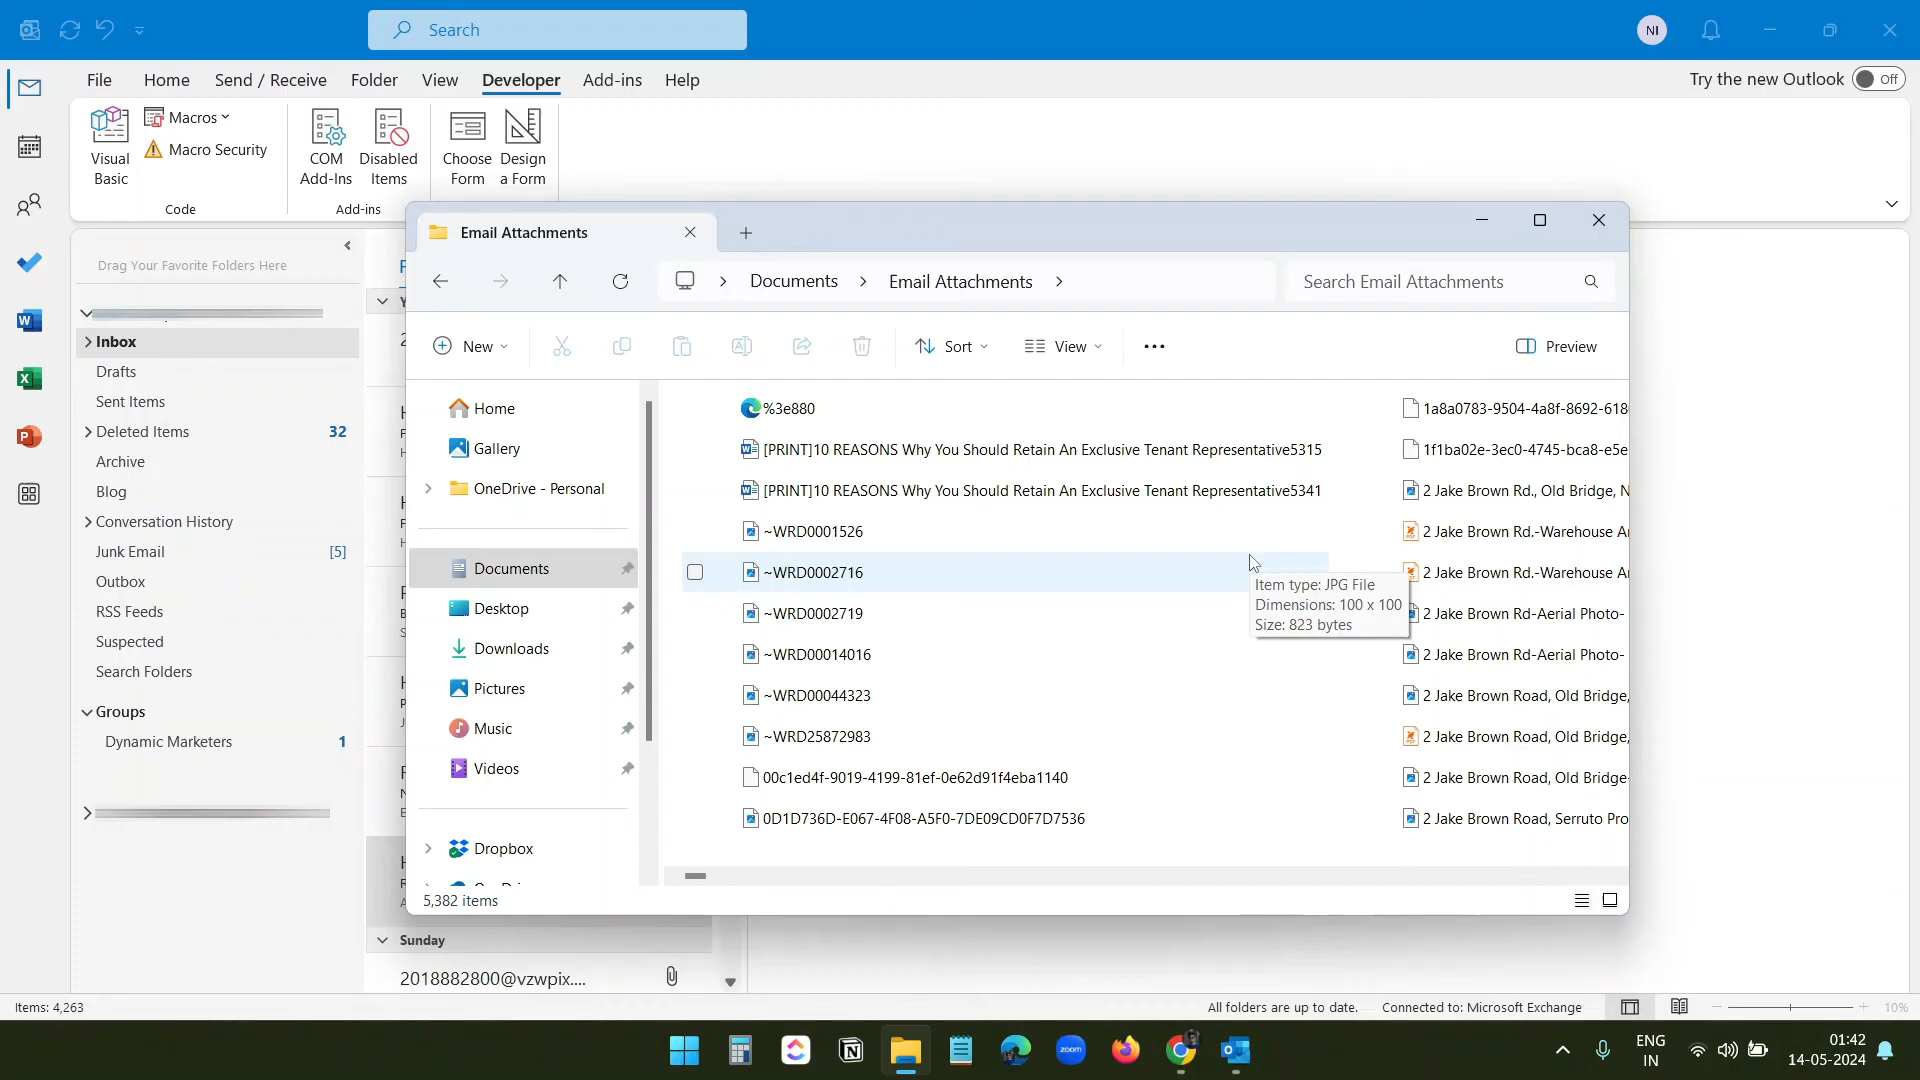 Search
NI
File Home Send / Receive Folder View Developer Add-ins Help
Try the new Outlook Off
Visual Basic
Macros
Macro Security
COM Add-Ins
Disabled Items
Choose Form
Design a Form
Code
Add-ins
Drag Your Favorite Folders Here
Inbox
Drafts
Sent Items
Deleted Items 32
Archive
Blog
Conversation History
Junk Email [5]
Outbox
RSS Feeds
Suspected
Search Folders
Groups
Dynamic Marketers 1
Email Attachments
Documents Email Attachments
Search Email Attachments
New
Sort
View
Preview
Home
Gallery
OneDrive - Personal
Documents
Desktop
Downloads
Pictures
Music
Videos
Dropbox
%3e880
[PRINT]10 REASONS Why You Should Retain An Exclusive Tenant Representative5315
[PRINT]10 REASONS Why You Should Retain An Exclusive Tenant Representative5341
~WRD0001526
~WRD0002716
~WRD0002719
~WRD00014016
~WRD00044323
~WRD25872983
00c1ed4f-9019-4199-81ef-0e62d91f4eba1140
0D1D736D-E067-4F08-A5F0-7DE09CD0F7D7536
Item type: JPG File
Dimensions: 100 x 100
Size: 823 bytes
1a8a0783-9504-4a8f-8692-618
1f1ba02e-3ec0-4745-bca8-e5e
2 Jake Brown Rd., Old Bridge, N
2 Jake Brown Rd.-Warehouse A
2 Jake Brown Rd.-Warehouse A
2 Jake Brown Rd-Aerial Photo-
2 Jake Brown Rd-Aerial Photo-
2 Jake Brown Road, Old Bridge,
2 Jake Brown Road, Old Bridge,
2 Jake Brown Road, Old Bridge-
2 Jake Brown Road, Serruto Pro
5,382 items
Sunday
2018882800@vzwpix....
Items: 4,263
All folders are up to date.
Connected to: Microsoft Exchange
10%
zoom
ENG
IN
01:42
14-05-2024